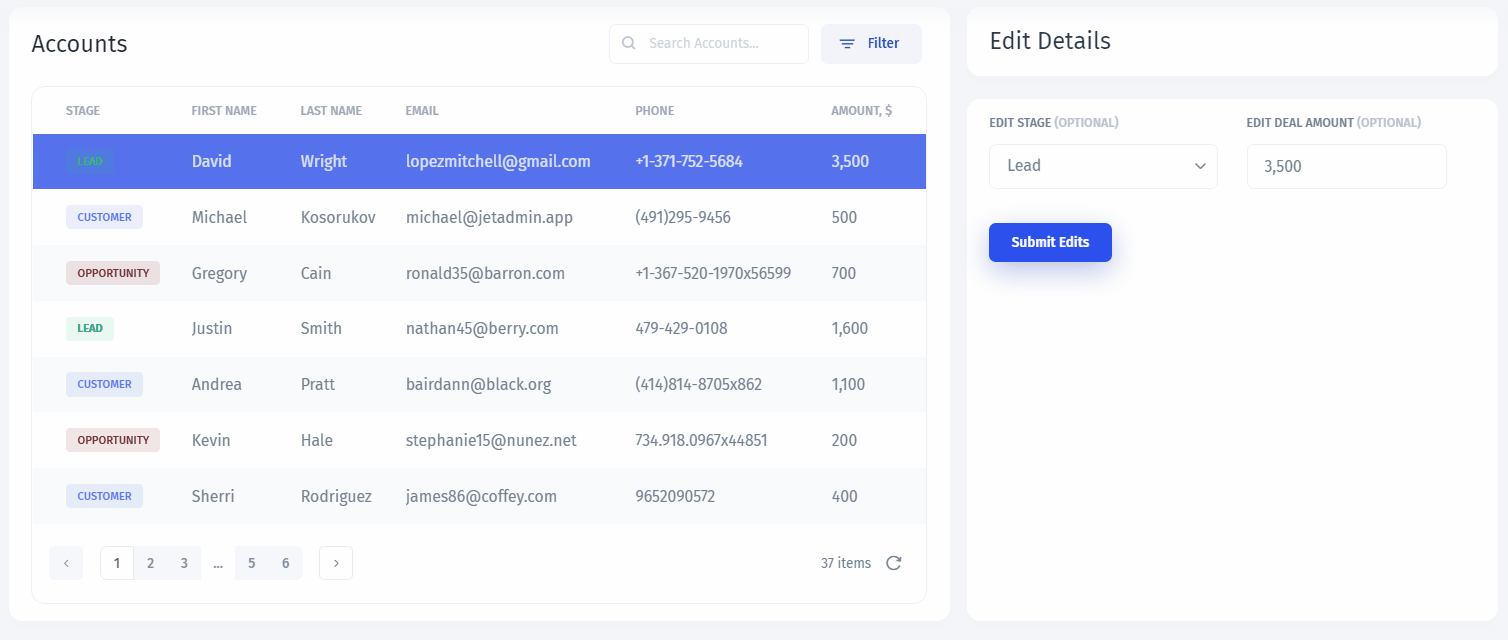 Accounts
Search Accounts...
Filter
STAGE FIRST NAME LAST NAME EMAIL PHONE AMOUNT, $
LEAD David Wright lopezmitchell@gmail.com +1-371-752-5684 3,500
CUSTOMER Michael Kosorukov michael@jetadmin.app (491)295-9456 500
OPPORTUNITY Gregory Cain ronald35@barron.com +1-367-520-1970x56599 700
LEAD Justin Smith nathan45@berry.com 479-429-0108 1,600
CUSTOMER Andrea Pratt bairdann@black.org (414)814-8705x862 1,100
OPPORTUNITY Kevin Hale stephanie15@nunez.net 734.918.0967x44851 200
CUSTOMER Sherri Rodriguez james86@coffey.com 9652090572 400
1 2 3 ... 5 6
37 items
Edit Details
EDIT STAGE (OPTIONAL) EDIT DEAL AMOUNT (OPTIONAL)
Lead 3,500
Submit Edits